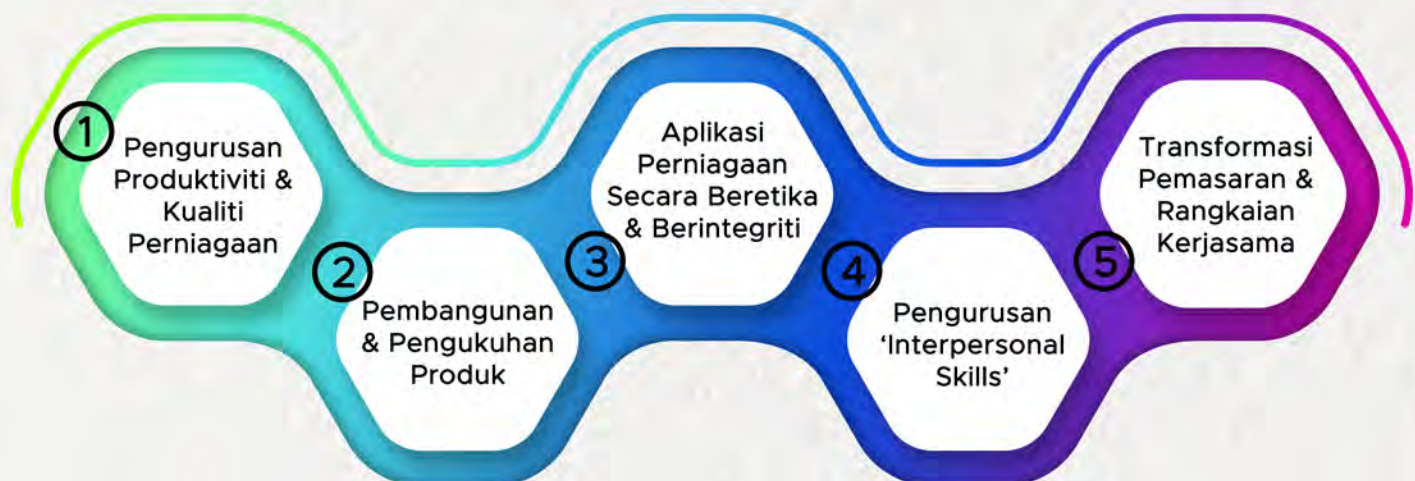 1
Pengurusan
Produktiviti &
Kualiti
Perniagaan
2
Pembangunan
& Pengukuhan
Produk
3
Aplikasi
Perniagaan
Secara Beretika
& Berintegriti
4
Pengurusan
‘Interpersonal
Skills’
5
Transformasi
Pemasaran &
Rangkaian
Kerjasama